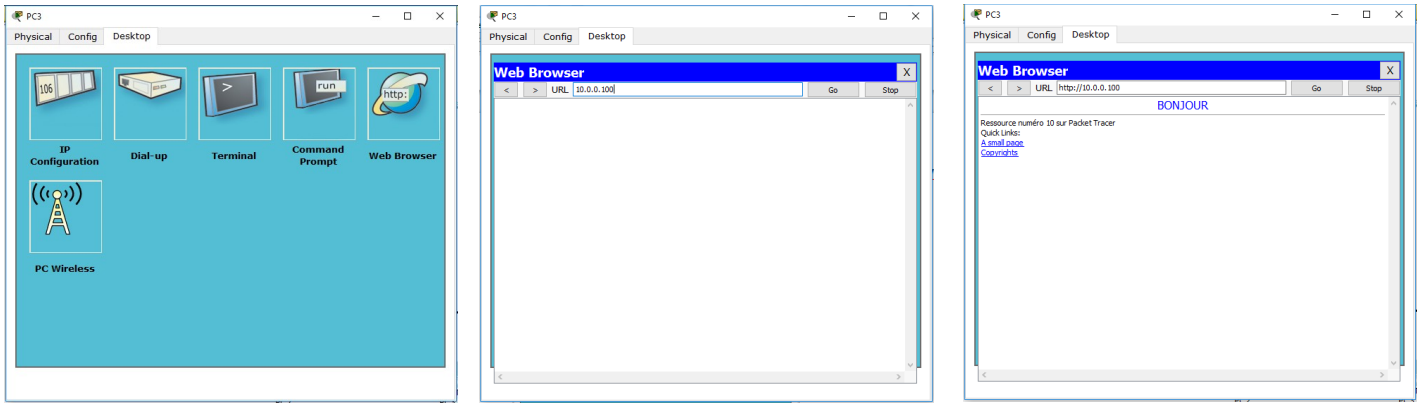 PC3
Physical Config Desktop
106
run
http:
IP Configuration
Dial-up
Terminal
Command Prompt
Web Browser
PC Wireless
PC3
Physical Config Desktop
Web Browser X
< > URL 10.0.0.100 Go Stop
PC3
Physical Config Desktop
Web Browser X
< > URL http://10.0.0.100 Go Stop
BONJOUR
Ressource numéro 10 sur Packet Tracer
Quick Links:
A small page
Copyrights